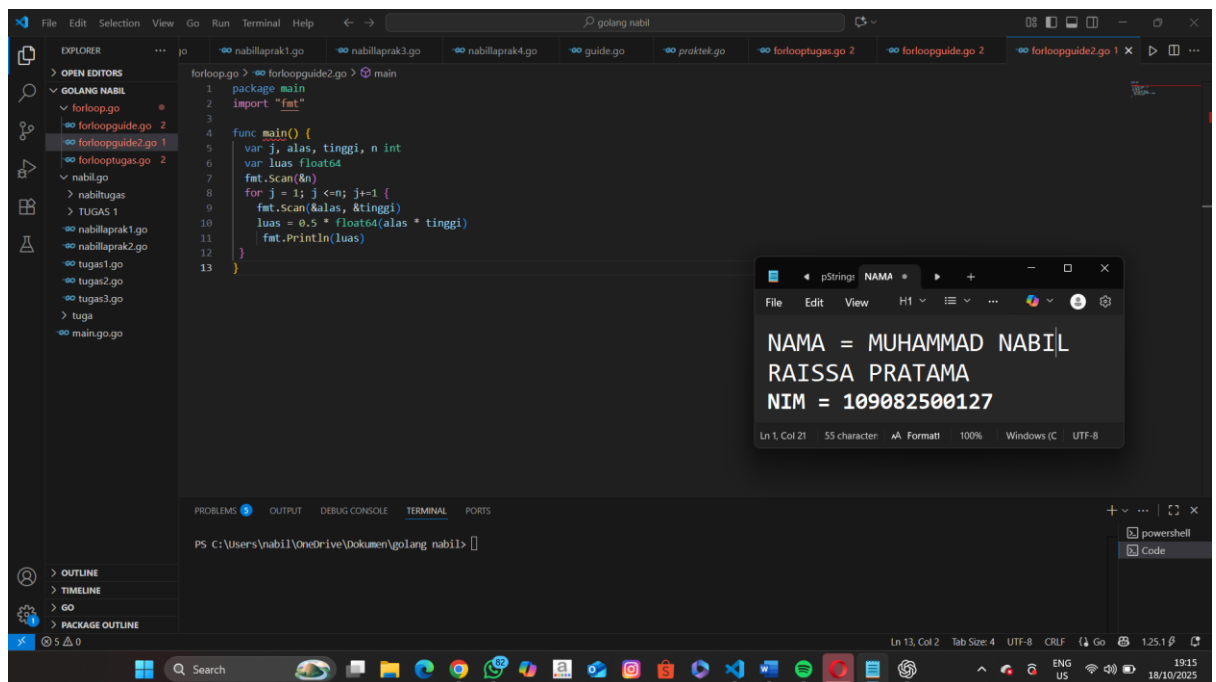 File Edit Selection View Go Run Terminal Help
golang nabil
EXPLORER
nabillaprak1.go
nabillaprak3.go
nabillaprak4.go
guide.go
praktek.go
forlooptugas.go 2
forloopguide.go 2
forloopguide2.go 1
OPEN EDITORS
GOLANG NABIL
forloop.go
forloopguide.go 2
forloopguide2.go 1
forlooptugas.go 2
nabil.go
nabiltugas
TUGAS 1
nabillaprak1.go
nabillaprak2.go
tugas1.go
tugas2.go
tugas3.go
tuga
main.go.go
OUTLINE
TIMELINE
GO
PACKAGE OUTLINE
forloop.go > forloopguide2.go > main
1 package main
2 import "fmt"
3
4 func main() {
5 var j, alas, tinggi, n int
6 var luas float64
7 fmt.Scan(&n)
8 for j = 1; j <=n; j+=1 {
9 fmt.Scan(&alas, &tinggi)
10 luas = 0.5 * float64(alas * tinggi)
11 fmt.Println(luas)
12 }
13 }
pStrings NAMA
File Edit View H1
NAMA = MUHAMMAD NABIL
RAISSA PRATAMA
NIM = 109082500127
Ln 1, Col 21 55 character Formatt 100% Windows (C UTF-8
PROBLEMS 5 OUTPUT DEBUG CONSOLE TERMINAL PORTS
PS C:\Users\nabil\OneDrive\Dokumen\golang nabil>
powershell
Code
5 0
Ln 13, Col 2 Tab Size: 4 UTF-8 CRLF Go 1.25.1
Search
82
ENG
US
19:15
18/10/2025